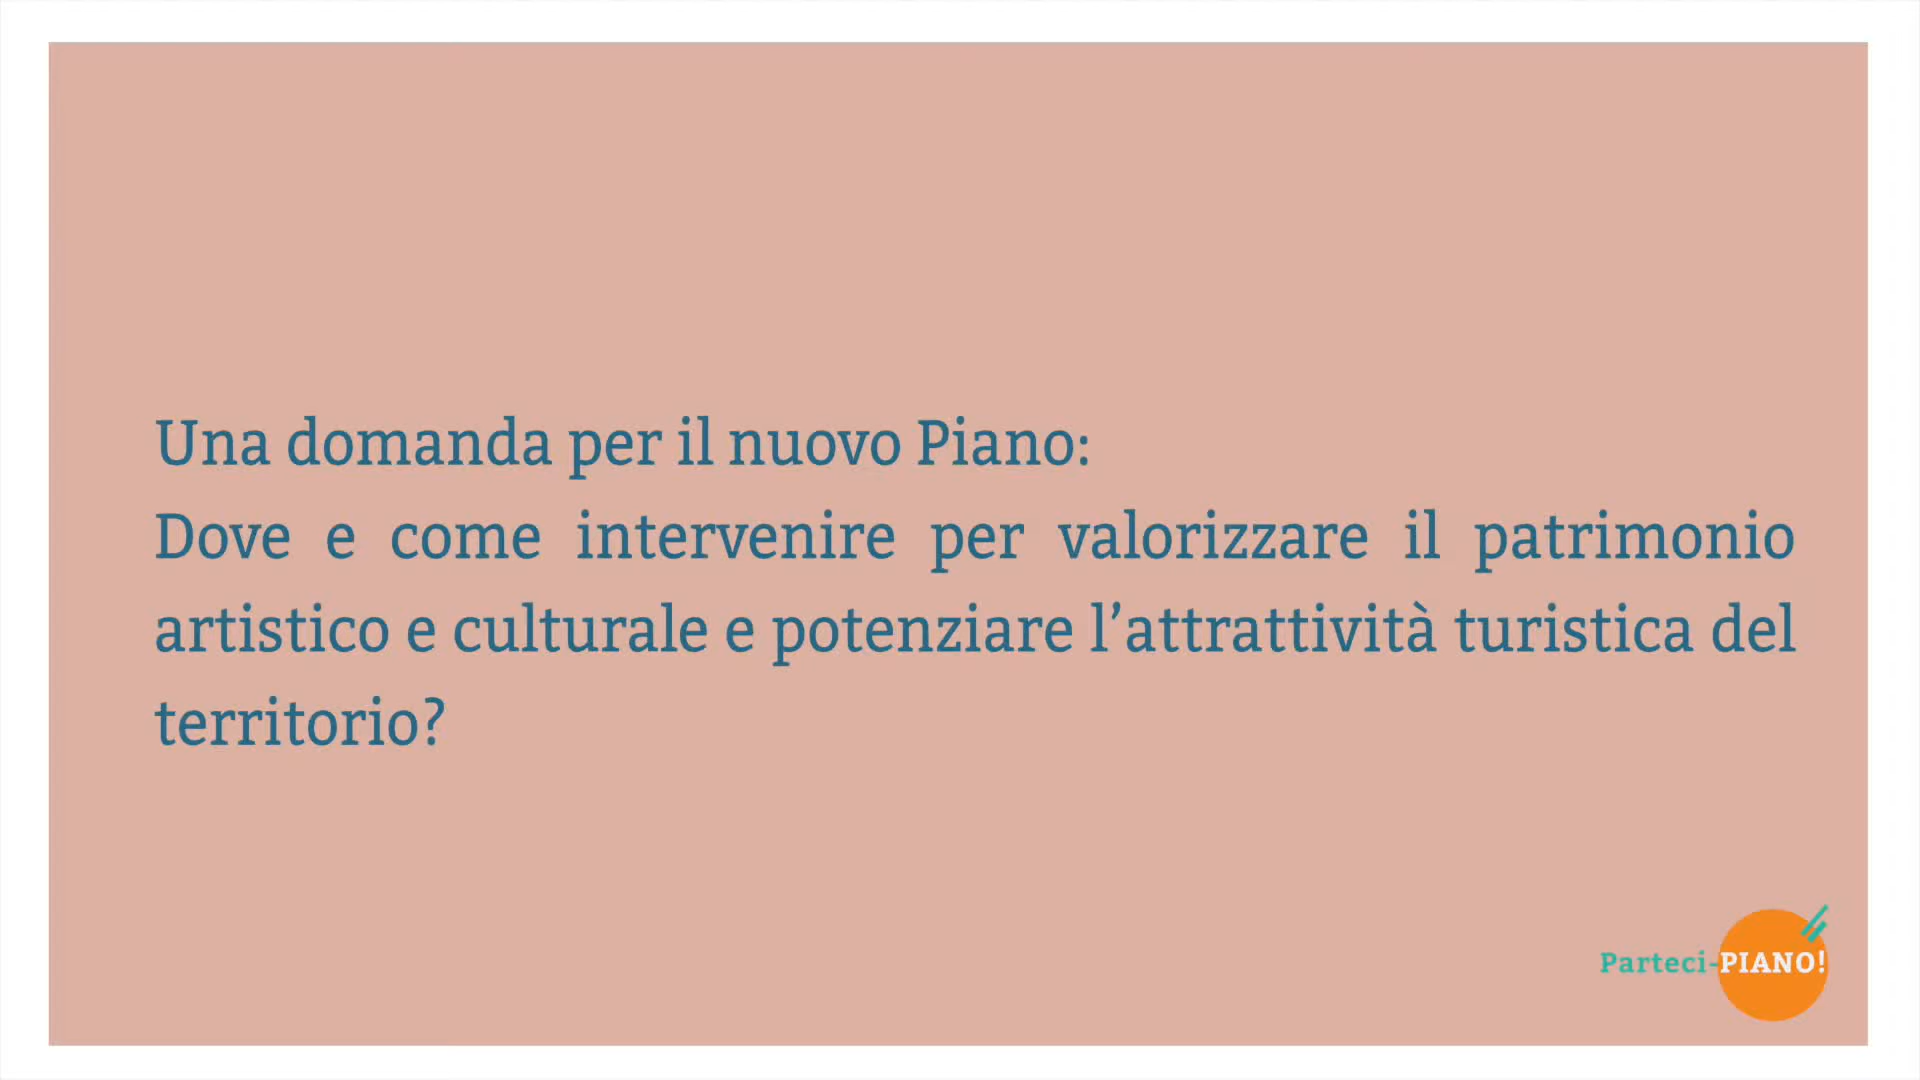 Una domanda per il nuovo Piano:
Dove e come intervenire per valorizzare il patrimonio
artistico e culturale e potenziare l’attrattività turistica del
territorio?
Parteci-PIANO!